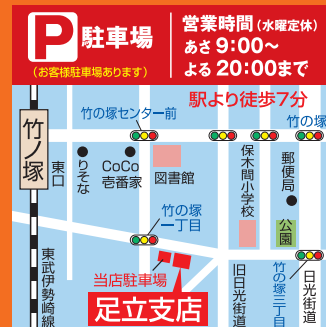 P 駐車場
(お客様駐車場あります)
営業時間(水曜定休)
あさ 9:00〜
よる 20:00まで
駅より徒歩7分
竹の塚センター前
竹の塚
竹ノ塚
東口
りそな
CoCo
壱番家
図書館
保木間小学校
郵便局
竹の塚
一丁目
公園
東武伊勢崎線
当店駐車場
足立支店
旧日光街道
竹の塚三丁目
日光街道